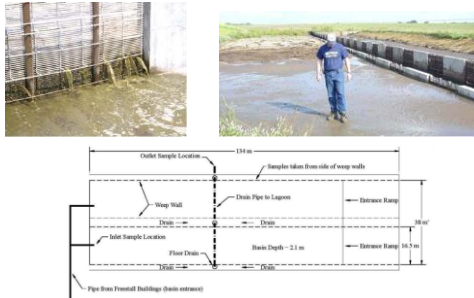 134 m
Outlet Sample Location
Samples taken from side of weep walls
Weep Wall
Drain Pipe to Lagoon
Entrance Ramp
Drain
Drain
38 m'
Inlet Sample Location
Basin Depth ~ 2.1 m
Entrance Ramp
16.5 m
Floor Drain
Drain
Drain
Pipe from Freestall Buildings (basin entrance)